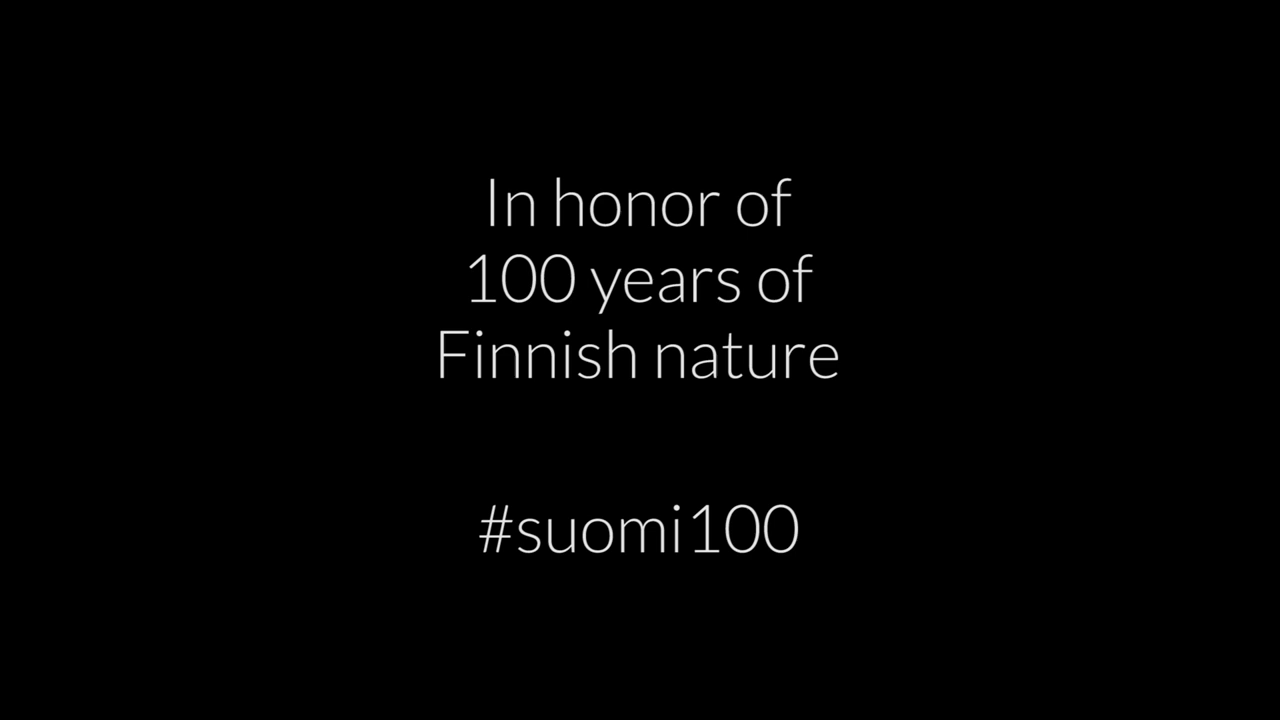 In honor of
100 years of
Finnish nature
#suomi100